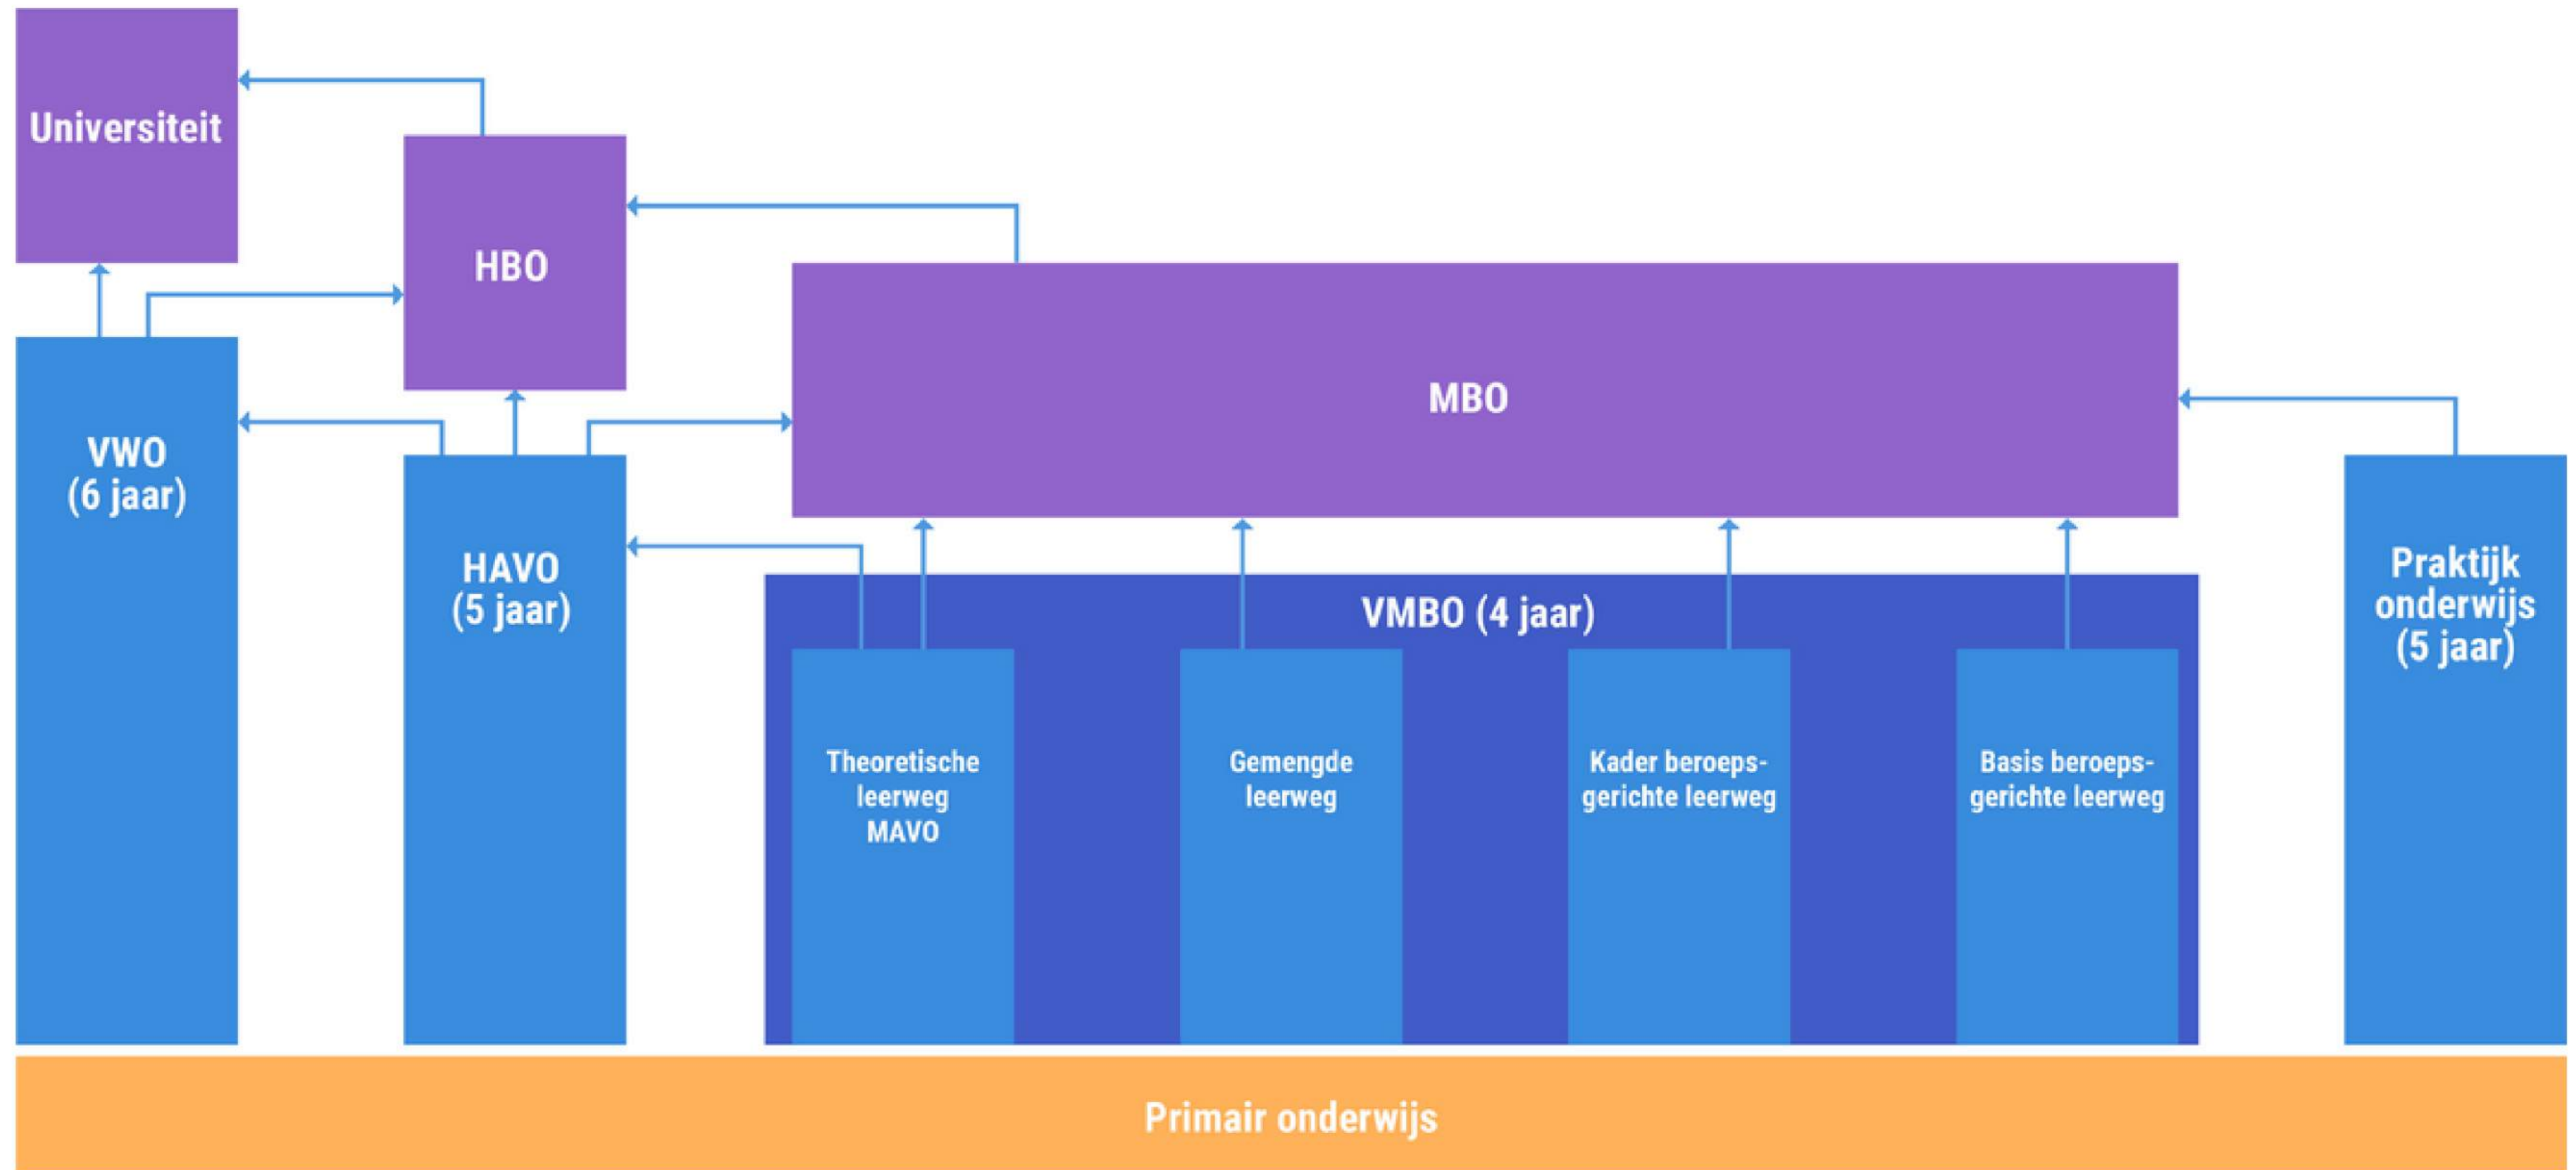 Universiteit
HBO
MBO
VWO
(6 jaar)
HAVO
(5 jaar)
VMBO (4 jaar)
Theoretische
leerweg
MAVO
Gemengde
leerweg
Kader beroeps-
gerichte leerweg
Basis beroeps-
gerichte leerweg
Praktijk
onderwijs
(5 jaar)
Primair onderwijs